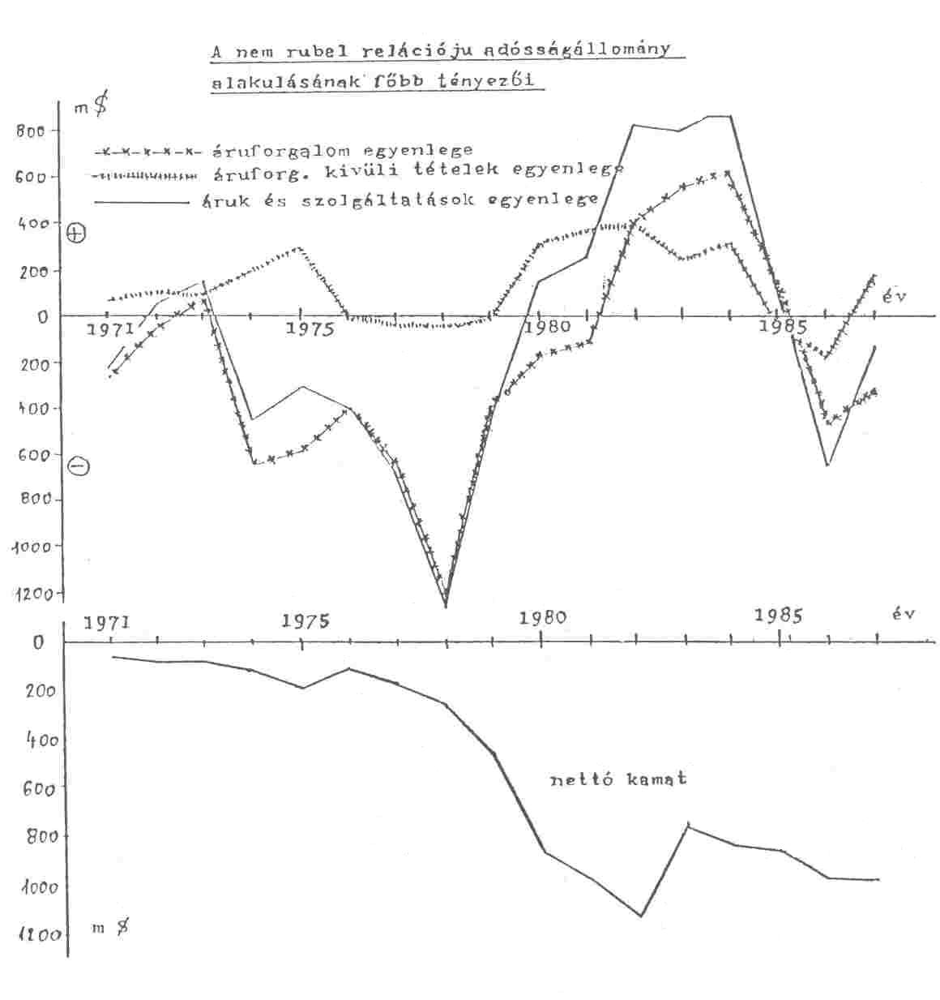 A nem rubel relációju adósságállomány
alakulásának főbb tényezői
m $
800
áruforgalom egyenlege
600
áruforg. kivüli tételek egyenlege
Áruk és szolgáltatások egyenlege
400
+
200
év
0
1971 1975 1980 1985
200
400
600
−
800
1000
1200
1971 1975 1980 1985 év
0
200
400
nettó kamat
600
800
1000
m $
1200